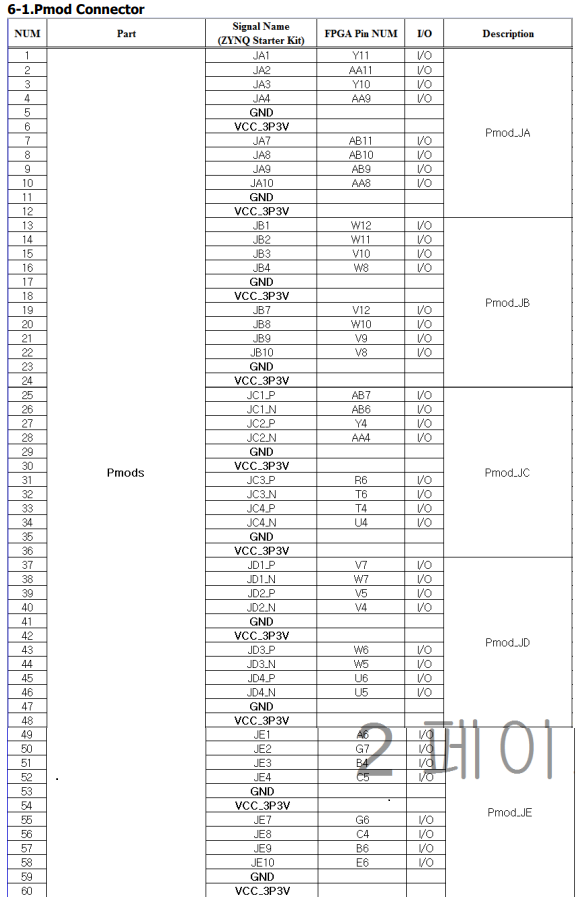 6-1.Pmod Connector
NUM Part Signal Name (ZYNQ Starter Kit) FPGA Pin NUM I/O Description
1 JA1 Y11 I/O
2 JA2 AA11 I/O
3 JA3 Y10 I/O
4 JA4 AA9 I/O
5 GND
6 VCC_3P3V Pmod_JA
7 JA7 AB11 I/O
8 JA8 AB10 I/O
9 JA9 AB9 I/O
10 JA10 AA8 I/O
11 GND
12 VCC_3P3V
13 JB1 W12 I/O
14 JB2 W11 I/O
15 JB3 V10 I/O
16 JB4 W8 I/O
17 GND
18 VCC_3P3V Pmod_JB
19 JB7 V12 I/O
20 JB8 W10 I/O
21 JB9 V9 I/O
22 JB10 V8 I/O
23 GND
24 VCC_3P3V
25 JC1_P AB7 I/O
26 JC1_N AB6 I/O
27 JC2_P Y4 I/O
28 JC2_N AA4 I/O
29 GND
30 Pmods VCC_3P3V Pmod_JC
31 JC3_P R6 I/O
32 JC3_N T6 I/O
33 JC4_P T4 I/O
34 JC4_N U4 I/O
35 GND
36 VCC_3P3V
37 JD1_P V7 I/O
38 JD1_N W7 I/O
39 JD2_P V5 I/O
40 JD2_N V4 I/O
41 GND
42 VCC_3P3V Pmod_JD
43 JD3_P W6 I/O
44 JD3_N W5 I/O
45 JD4_P U6 I/O
46 JD4_N U5 I/O
47 GND
48 VCC_3P3V
49 JE1 A6 I/O
50 JE2 G7 I/O
2 페이
51 JE3 B4 I/O
52 JE4 C5 I/O
53 GND
54 VCC_3P3V Pmod_JE
55 JE7 G6 I/O
56 JE8 C4 I/O
57 JE9 B6 I/O
58 JE10 E6 I/O
59 GND
60 VCC_3P3V